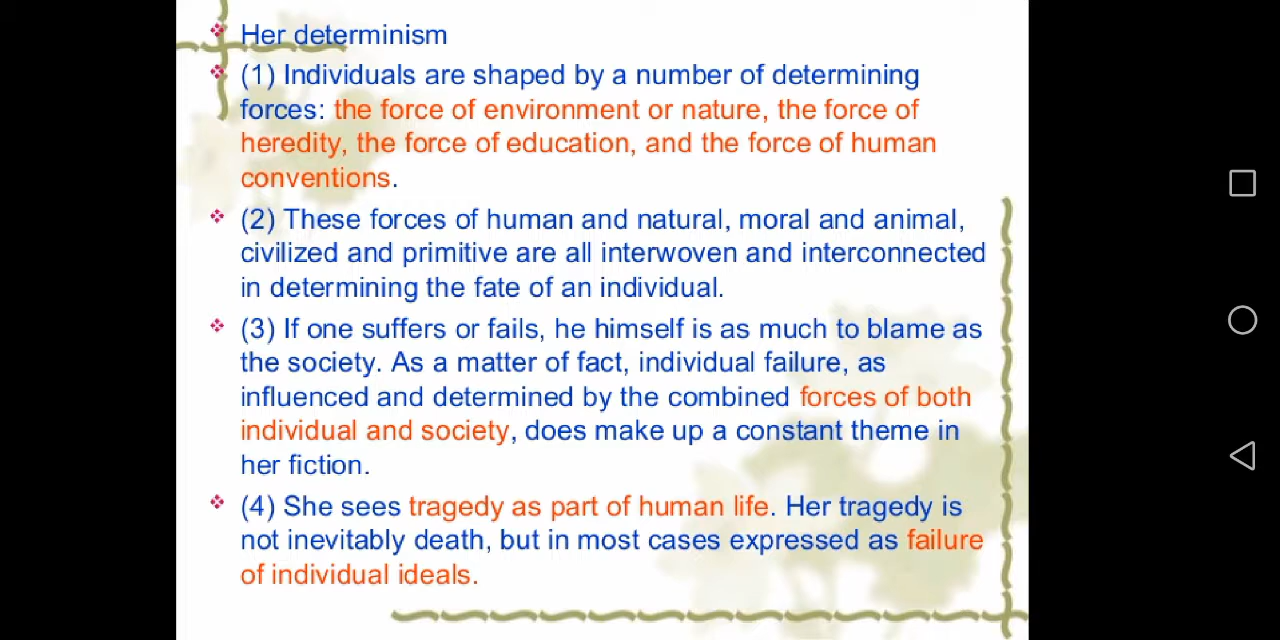 Her determinism
(1) Individuals are shaped by a number of determining
forces: the force of environment or nature, the force of
heredity, the force of education, and the force of human
conventions.
(2) These forces of human and natural, moral and animal,
civilized and primitive are all interwoven and interconnected
in determining the fate of an individual.
(3) If one suffers or fails, he himself is as much to blame as
the society. As a matter of fact, individual failure, as
influenced and determined by the combined forces of both
individual and society, does make up a constant theme in
her fiction.
(4) She sees tragedy as part of human life. Her tragedy is
not inevitably death, but in most cases expressed as failure
of individual ideals.